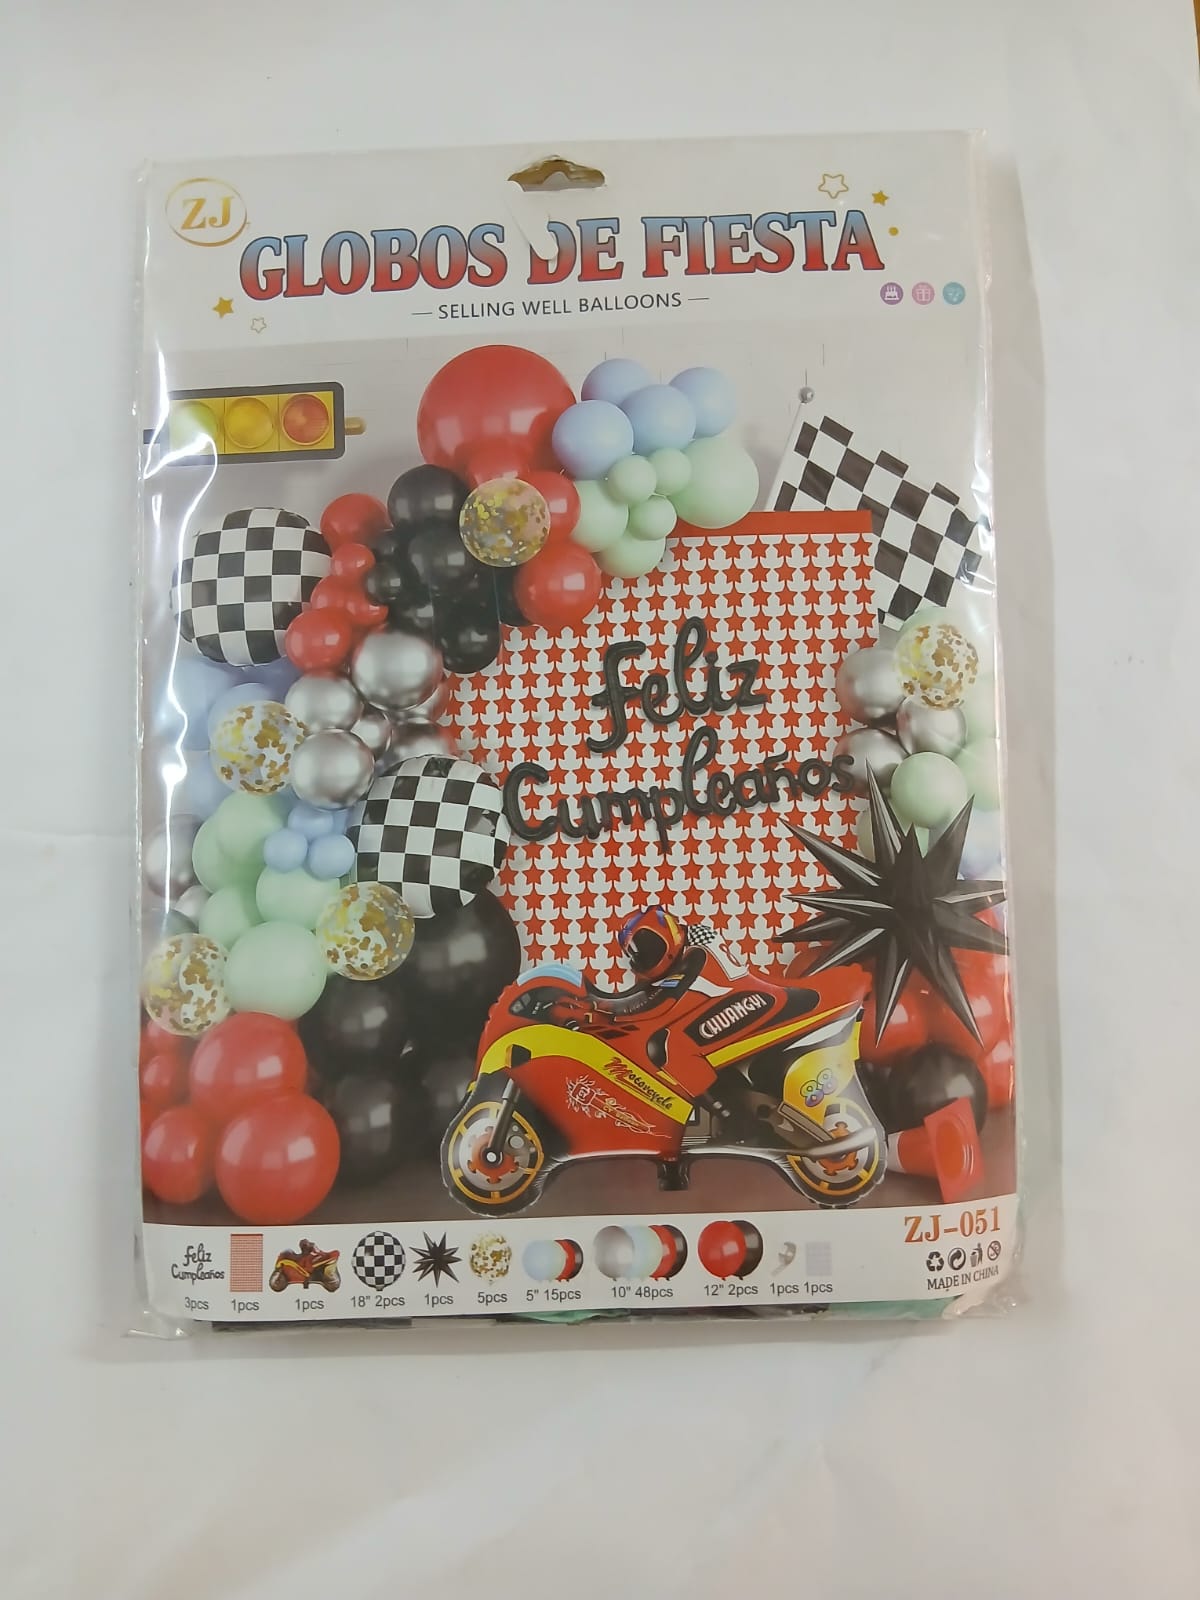 ZJ
GLOBOS DE FIESTA
— SELLING WELL BALLOONS —
Feliz
Cumpleaños
CHUANGYI
Motorcycle
88
ZJ-051
MADE IN CHINA
Feliz
Cumpleaños
3pcs 1pcs 1pcs 18" 2pcs 1pcs 5pcs 5" 15pcs 10" 48pcs 12" 2pcs 1pcs 1pcs